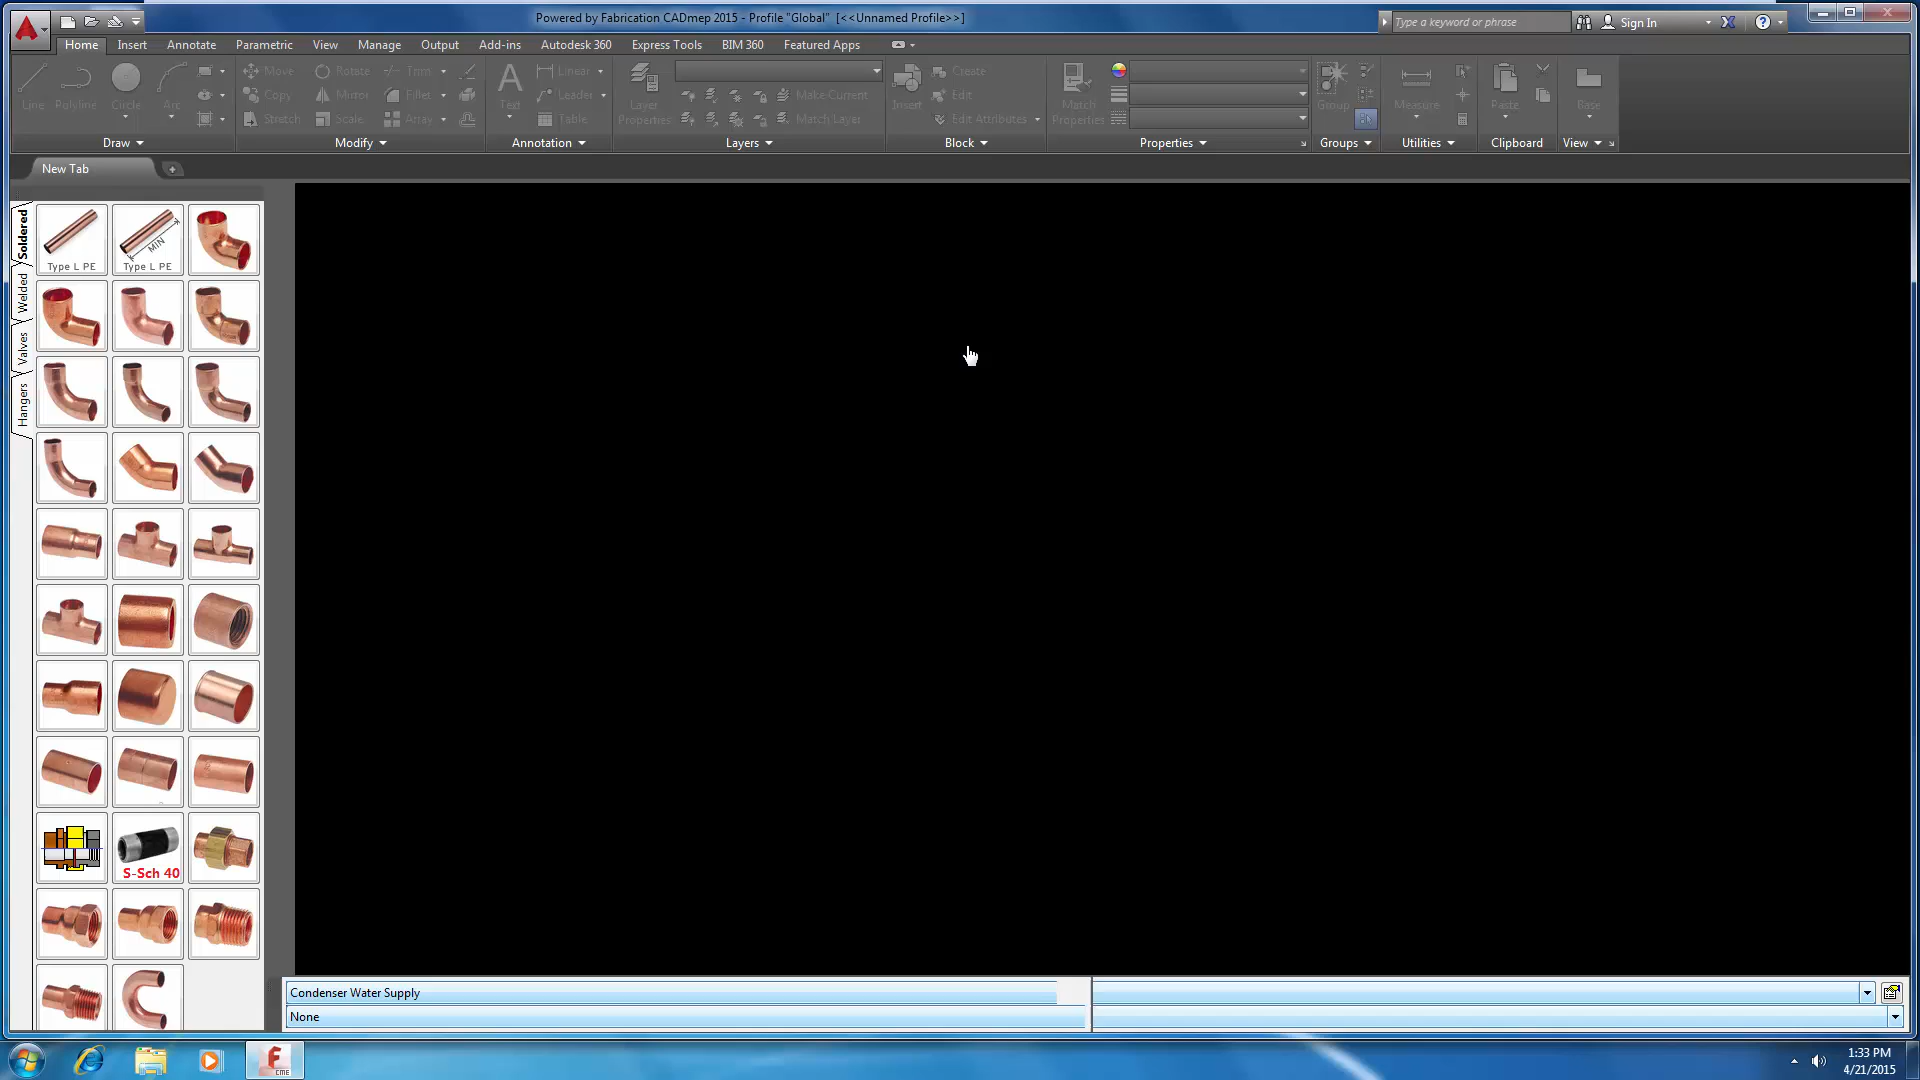 Powered by Fabrication CADmep 2015 - Profile "Global" [<<Unnamed Profile>>]
Type a keyword or phrase
Sign In
Home Insert Annotate Parametric View Manage Output Add-ins Autodesk 360 Express Tools BIM 360 Featured Apps
Line Polyline Circle Arc
Move Rotate Trim
Copy Mirror Fillet
Stretch Scale Array
Text Linear
Leader
Table
Layer Properties
Make Current
Match Layer
Insert Create
Edit
Edit Attributes
Match Properties
Group
Measure
Paste
Base
Draw Modify Annotation Layers Block Properties Groups Utilities Clipboard View
New Tab
Soldered
Welded
Valves
Hangers
Type L PE
MIN
Type L PE
S-Sch 40
Condenser Water Supply
None
F
CME
1:33 PM
4/21/2015